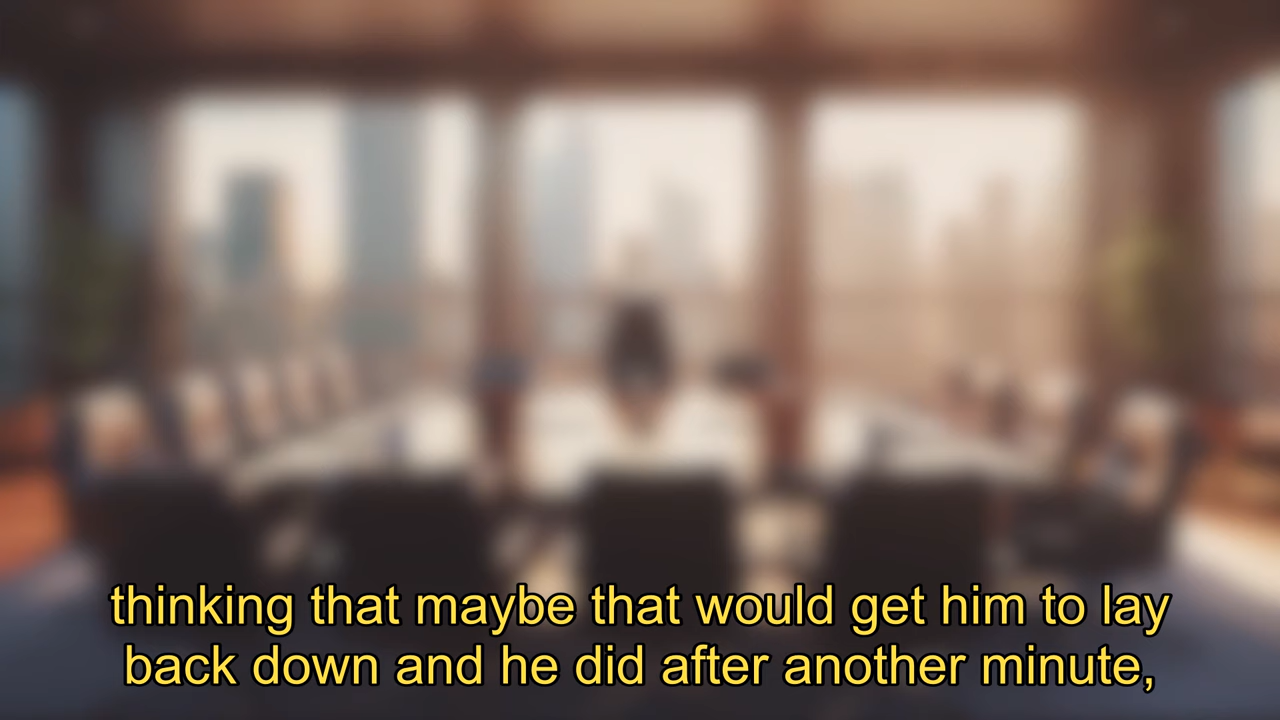 thinking that maybe that would get him to lay
back down and he did after another minute,